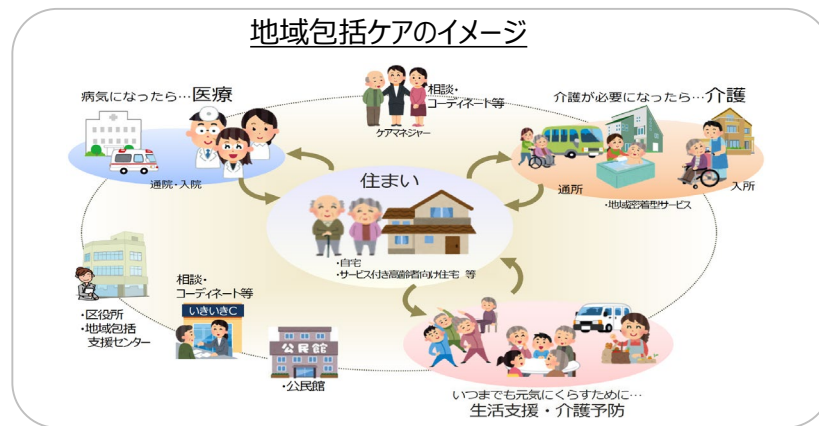 地域包括ケアのイメージ
病気になったら…医療
通院・入院
相談・
コーディネート等
ケアマネジャー
介護が必要になったら…介護
通所
入所
・地域密着型サービス
住まい
・自宅
・サービス付き高齢者向け住宅 等
・区役所
・地域包括
支援センター
相談・
コーディネート等
いきいきC
公民館
・公民館
いつまでも元気にくらすために…
生活支援・介護予防